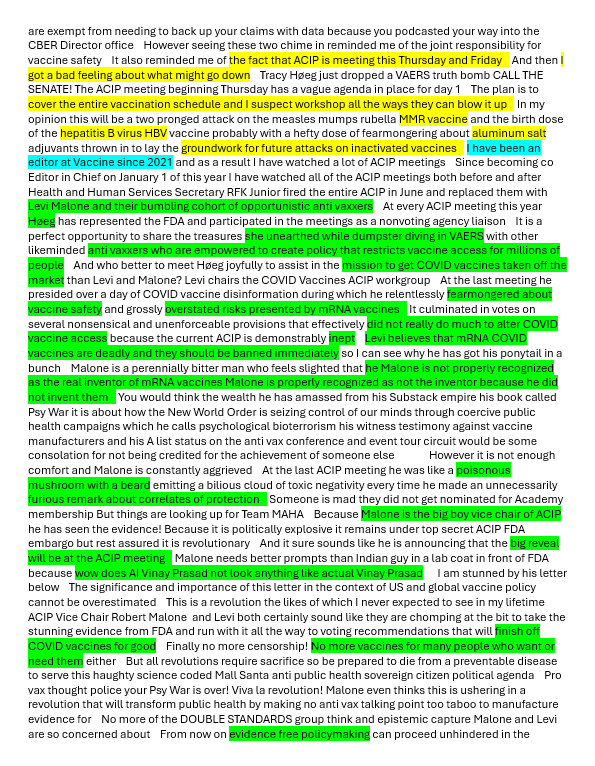 are exempt from needing to back up your claims with data because you podcasted your way into the
CBER Director office However seeing these two chime in reminded me of the joint responsibility for
vaccine safety It also reminded me of the fact that ACIP is meeting this Thursday and Friday And then I
got a bad feeling about what might go down Tracy Høeg just dropped a VAERS truth bomb CALL THE
SENATE! The ACIP meeting beginning Thursday has a vague agenda in place for day 1 The plan is to
cover the entire vaccination schedule and I suspect workshop all the ways they can blow it up In my
opinion this will be a two pronged attack on the measles mumps rubella MMR vaccine and the birth dose
of the hepatitis B virus HBV vaccine probably with a hefty dose of fearmongering about aluminum salt
adjuvants thrown in to lay the groundwork for future attacks on inactivated vaccines I have been an
editor at Vaccine since 2021 and as a result I have watched a lot of ACIP meetings Since becoming co
Editor in Chief on January 1 of this year I have watched all of the ACIP meetings both before and after
Health and Human Services Secretary RFK Junior fired the entire ACIP in June and replaced them with
Levi Malone and their bumbling cohort of opportunistic anti vaxxers At every ACIP meeting this year
Høeg has represented the FDA and participated in the meetings as a nonvoting agency liaison It is a
perfect opportunity to share the treasures she unearthed while dumpster diving in VAERS with other
likeminded anti vaxxers who are empowered to create policy that restricts vaccine access for millions of
people And who better to meet Høeg joyfully to assist in the mission to get COVID vaccines taken off the
market than Levi and Malone? Levi chairs the COVID Vaccines ACIP workgroup At the last meeting he
presided over a day of COVID vaccine disinformation during which he relentlessly fearmongered about
vaccine safety and grossly overstated risks presented by mRNA vaccines It culminated in votes on
several nonsensical and unenforceable provisions that effectively did not really do much to alter COVID
vaccine access because the current ACIP is demonstrably inept Levi believes that mRNA COVID
vaccines are deadly and they should be banned immediately so I can see why he has got his ponytail in a
bunch Malone is a perennially bitter man who feels slighted that he Malone is not properly recognized
as the real inventor of mRNA vaccines Malone is properly recognized as not the inventor because he did
not invent them You would think the wealth he has amassed from his Substack empire his book called
Psy War it is about how the New World Order is seizing control of our minds through coercive public
health campaigns which he calls psychological bioterrorism his witness testimony against vaccine
manufacturers and his A list status on the anti vax conference and event tour circuit would be some
consolation for not being credited for the achievement of someone else However it is not enough
comfort and Malone is constantly aggrieved At the last ACIP meeting he was like a poisonous
mushroom with a beard emitting a bilious cloud of toxic negativity every time he made an unnecessarily
furious remark about correlates of protection Someone is mad they did not get nominated for Academy
membership But things are looking up for Team MAHA Because Malone is the big boy vice chair of ACIP
he has seen the evidence! Because it is politically explosive it remains under top secret ACIP FDA
embargo but rest assured it is revolutionary And it sure sounds like he is announcing that the big reveal
will be at the ACIP meeting Malone needs better prompts than Indian guy in a lab coat in front of FDA
because wow does AI Vinay Prasad not look anything like actual Vinay Prasad I am stunned by his letter
below The significance and importance of this letter in the context of US and global vaccine policy
cannot be overestimated This is a revolution the likes of which I never expected to see in my lifetime
ACIP Vice Chair Robert Malone and Levi both certainly sound like they are chomping at the bit to take the
stunning evidence from FDA and run with it all the way to voting recommendations that will finish off
COVID vaccines for good Finally no more censorship! No more vaccines for many people who want or
need them either But all revolutions require sacrifice so be prepared to die from a preventable disease
to serve this haughty science coded Mall Santa anti public health sovereign citizen political agenda Pro
vax thought police your Psy War is over! Viva la revolution! Malone even thinks this is ushering in a
revolution that will transform public health by making no anti vax talking point too taboo to manufacture
evidence for No more of the DOUBLE STANDARDS group think and epistemic capture Malone and Levi
are so concerned about From now on evidence free policymaking can proceed unhindered in the